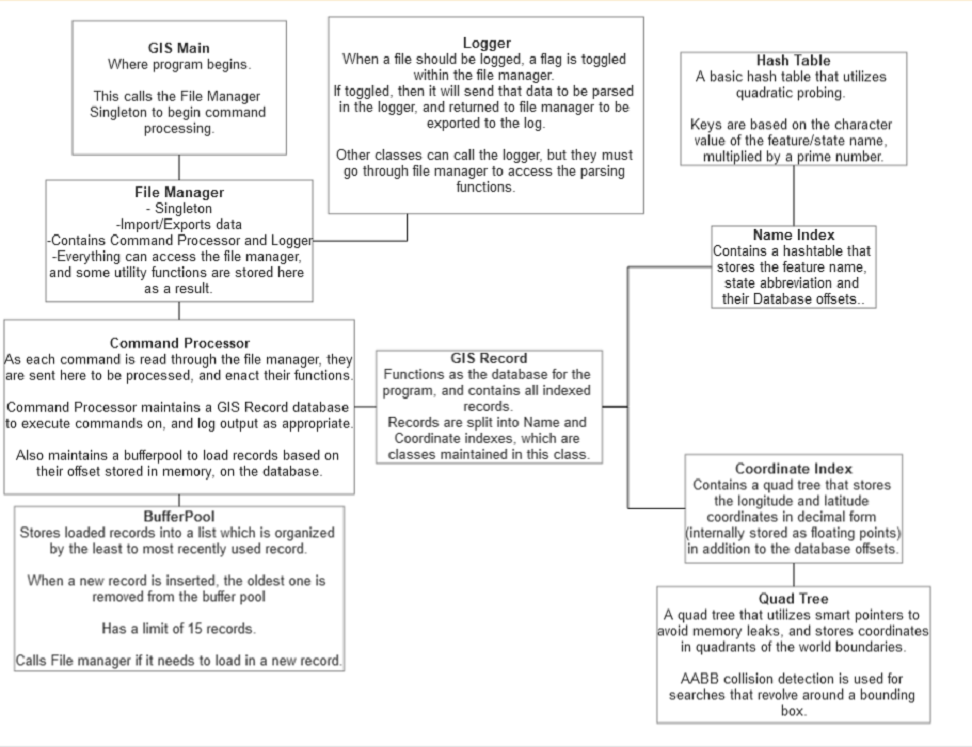 GIS Main
Where program begins.
This calls the File Manager
Singleton to begin command
processing.
Logger
When a file should be logged, a flag is toggled
within the file manager.
If toggled, then it will send that data to be parsed
in the logger, and returned to file manager to be
exported to the log.
Other classes can call the logger, but they must
go through file manager to access the parsing
functions.
Hash Table
A basic hash table that utilizes
quadratic probing.
Keys are based on the character
value of the feature/state name,
multiplied by a prime number.
File Manager
- Singleton
-Import/Exports data
-Contains Command Processor and Logger
-Everything can access the file manager,
and some utility functions are stored here
as a result.
Name Index
Contains a hashtable that
stores the feature name,
state abbreviation and
their Database offsets..
Command Processor
As each command is read through the file manager, they
are sent here to be processed, and enact their functions.
Command Processor maintains a GIS Record database
to execute commands on, and log output as appropriate.
Also maintains a bufferpool to load records based on
their offset stored in memory, on the database.
GIS Record
Functions as the database for the
program, and contains all indexed
records.
Records are split into Name and
Coordinate indexes, which are
classes maintained in this class.
Coordinate Index
Contains a quad tree that stores
the longitude and latitude
coordinates in decimal form
(internally stored as floating points)
in addition to the database offsets.
BufferPool
Stores loaded records into a list which is organized
by the least to most recently used record.
When a new record is inserted, the oldest one is
removed from the buffer pool
Has a limit of 15 records.
Calls File manager if it needs to load in a new record.
Quad Tree
A quad tree that utilizes smart pointers to
avoid memory leaks, and stores coordinates
in quadrants of the world boundaries.
AABB collision detection is used for
searches that revolve around a bounding
box.